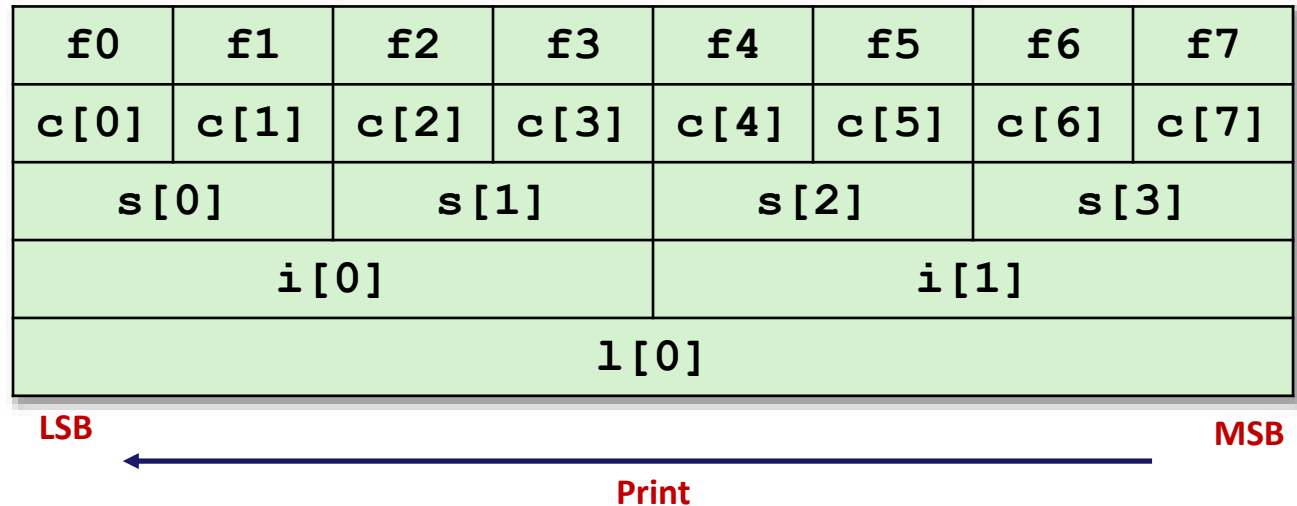 f0 f1 f2 f3 f4 f5 f6 f7
c[0] c[1] c[2] c[3] c[4] c[5] c[6] c[7]
s[0] s[1] s[2] s[3]
i[0] i[1]
l[0]
LSB MSB
Print